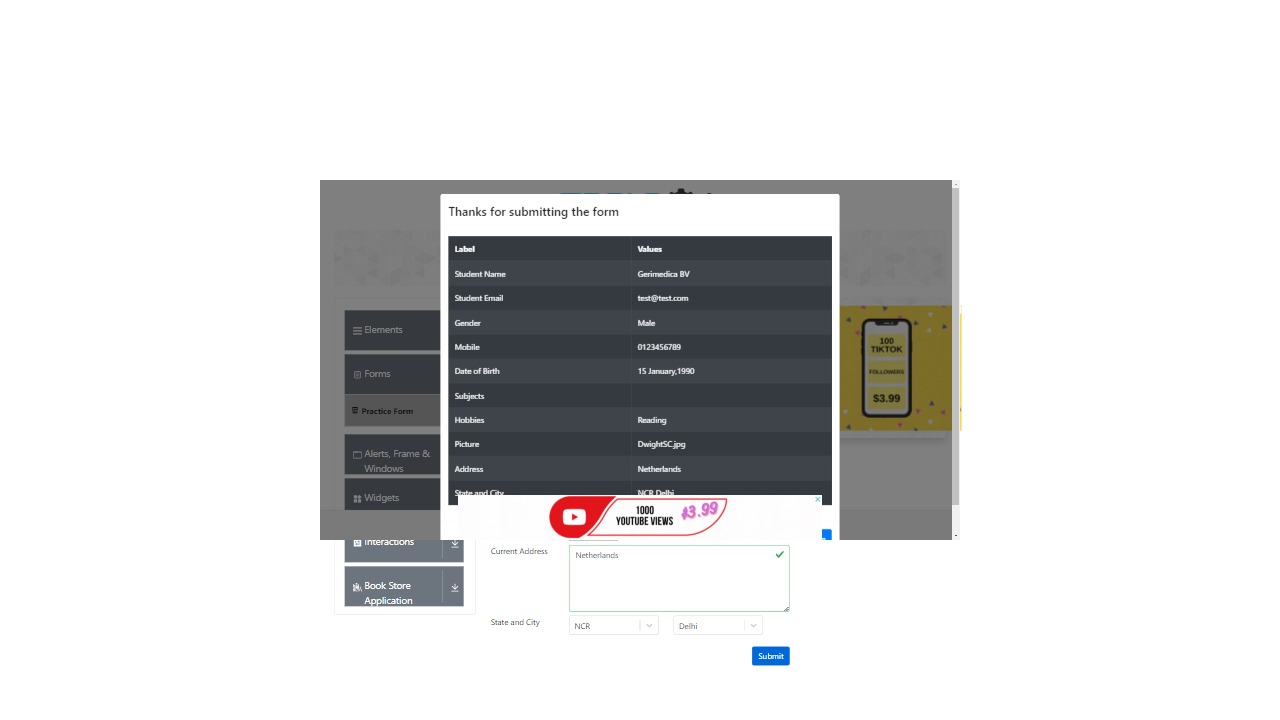 Thanks for submitting the form
Label Values
Student Name Gerimedica BV
Student Email test@test.com
Gender Male
Mobile 0123456789
Date of Birth 15 January,1990
Subjects
Hobbies Reading
Picture DwightSC.jpg
Address Netherlands
State and City NCR Delhi
Elements
Forms
Practice Form
Alerts, Frame &
Windows
Widgets
Interactions
Book Store
Application
100
TIKTOK
FOLLOWERS
$3.99
1000
YOUTUBE VIEWS
$3.99
Current Address Netherlands
State and City NCR Delhi
Submit